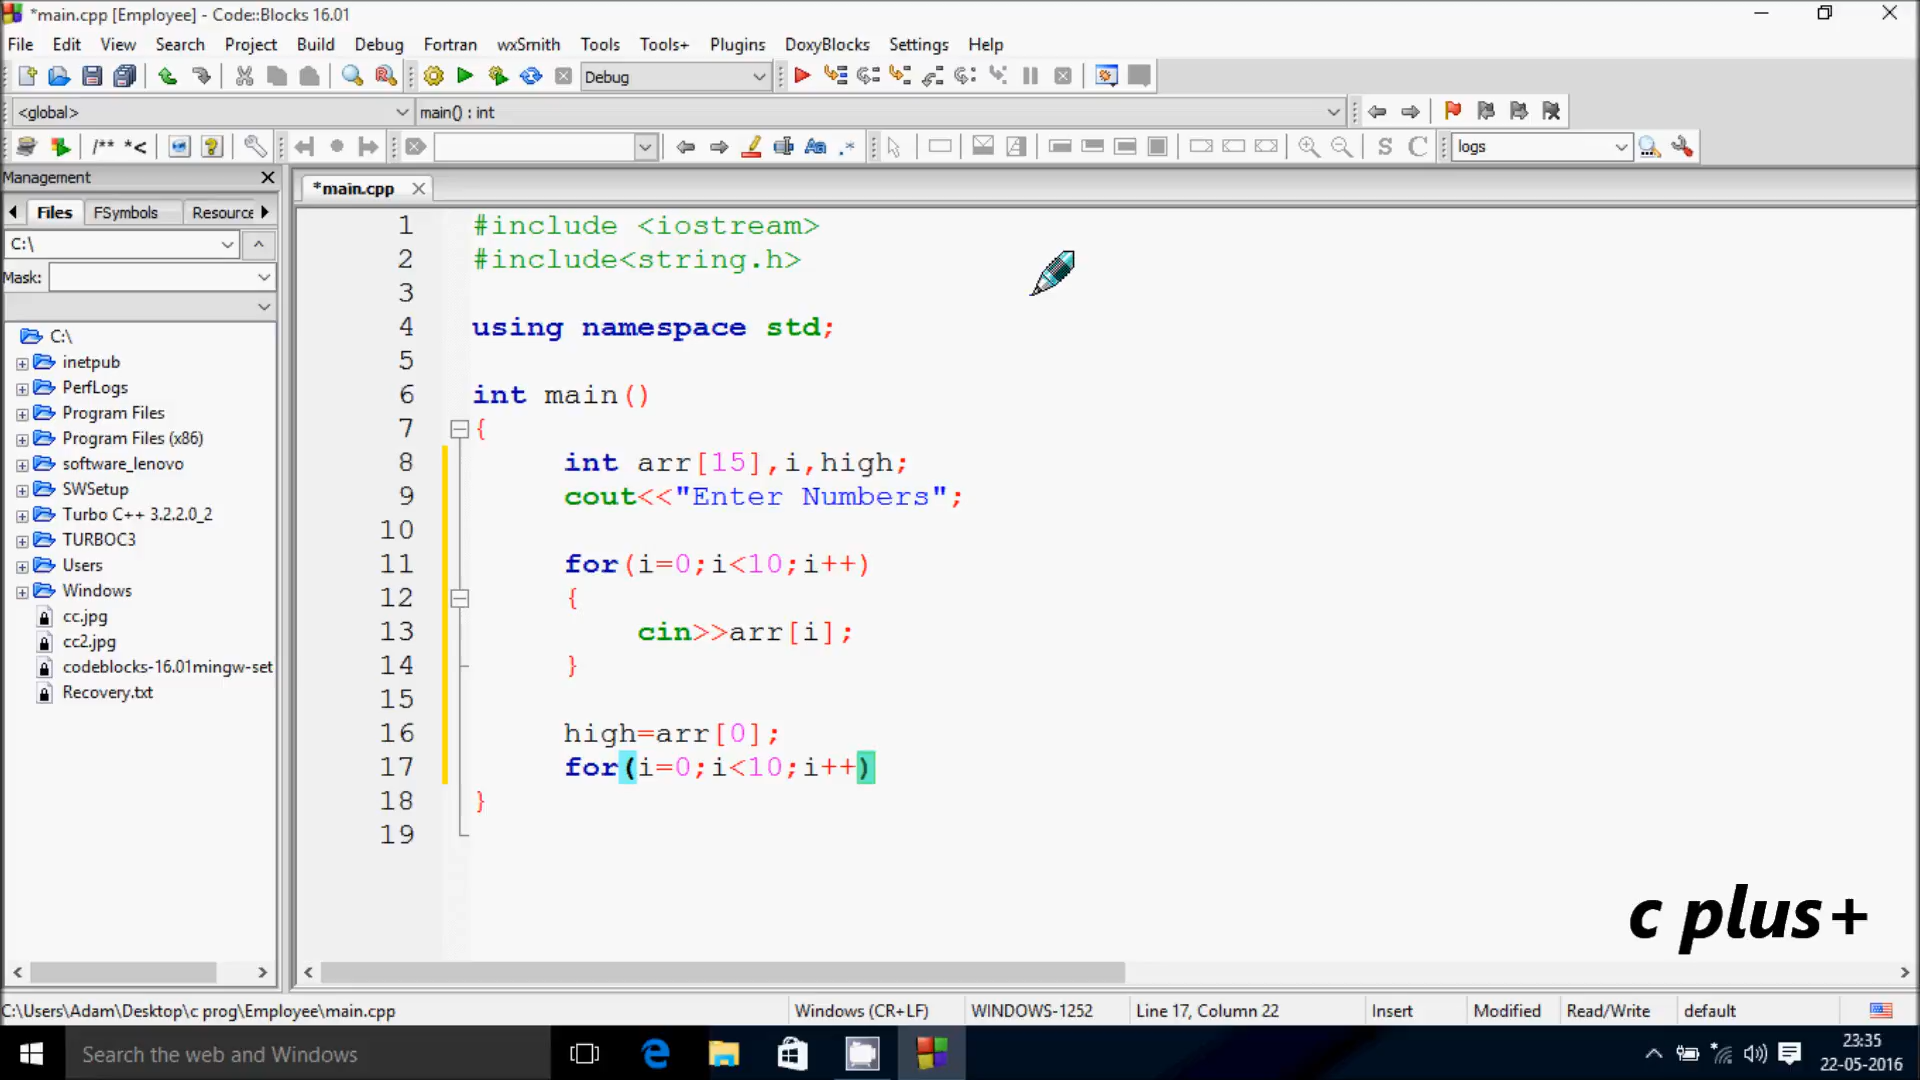 *main.cpp [Employee] - Code::Blocks 16.01
File Edit View Search Project Build Debug Fortran wxSmith Tools Tools+ Plugins DoxyBlocks Settings Help
Debug
<global> main() : int
/** *< .* S C logs
Management
Files FSymbols Resource
*main.cpp
C:\
Mask:
C:\
inetpub
PerfLogs
Program Files
Program Files (x86)
software_lenovo
SWSetup
Turbo C++ 3.2.2.0_2
TURBOC3
Users
Windows
cc.jpg
cc2.jpg
codeblocks-16.01mingw-set
Recovery.txt
1 #include <iostream>
2 #include<string.h>
3
4 using namespace std;
5
6 int main()
7 {
8 int arr[15],i,high;
9 cout<<"Enter Numbers";
10
11 for(i=0;i<10;i++)
12 {
13 cin>>arr[i];
14 }
15
16 high=arr[0];
17 for(i=0;i<10;i++)
18 }
19
c plus+
C:\Users\Adam\Desktop\c prog\Employee\main.cpp Windows (CR+LF) WINDOWS-1252 Line 17, Column 22 Insert Modified Read/Write default
Search the web and Windows
23:35
22-05-2016